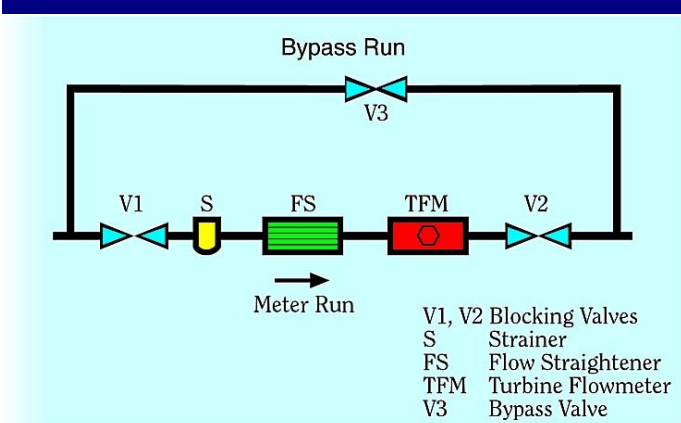 Bypass Run
V3
V1 S FS TFM V2
Meter Run
V1, V2 Blocking Valves
S Strainer
FS Flow Straightener
TFM Turbine Flowmeter
V3 Bypass Valve